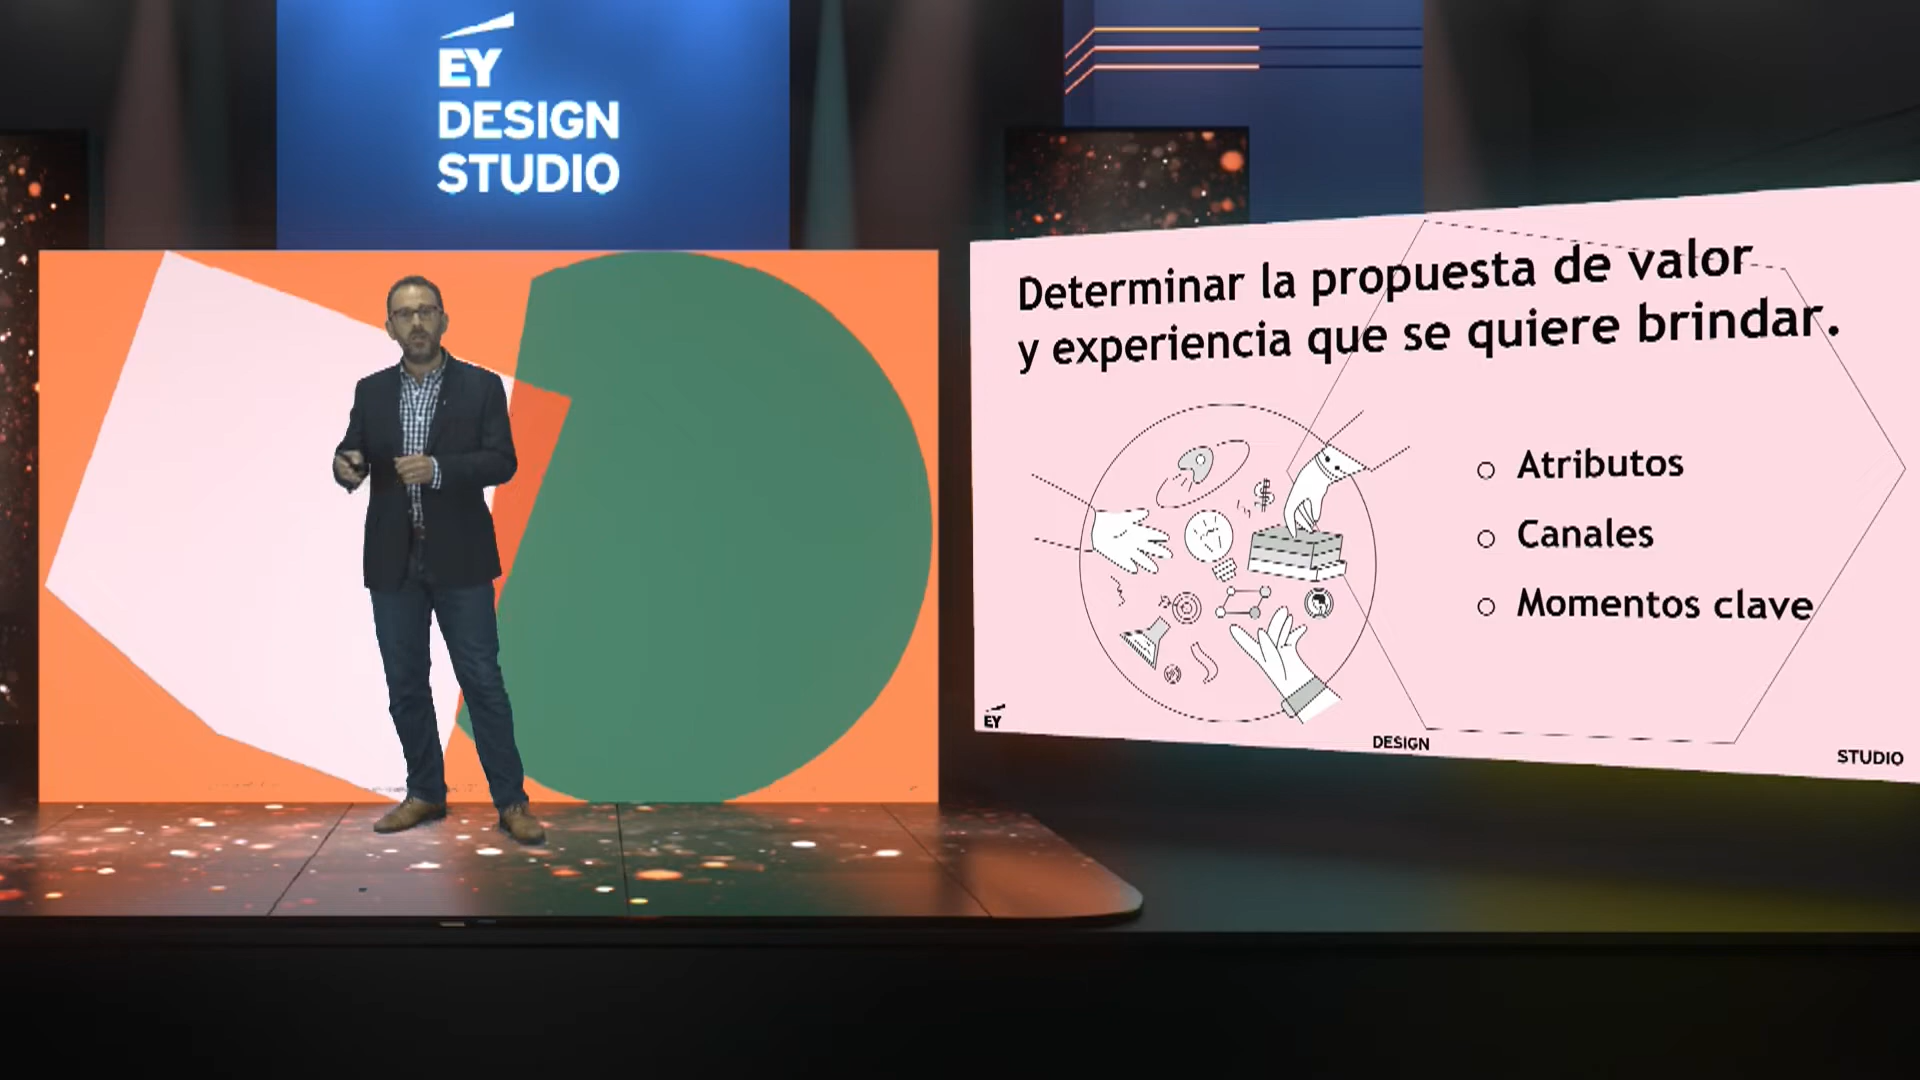 EY
DESIGN
STUDIO
Determinar la propuesta de valor
y experiencia que se quiere brindar.
Atributos
Canales
Momentos clave
$
EY
DESIGN
STUDIO